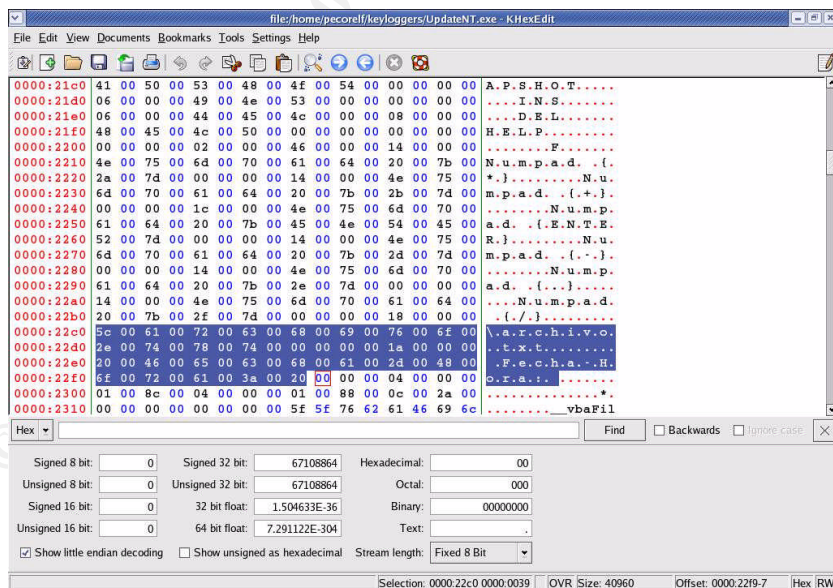 file:/home/pecorelf/keyloggers/UpdateNT.exe - KHexEdit
File Edit View Documents Bookmarks Tools Settings Help
0000:21c0 41 00 50 00 53 00 48 00 4f 00 54 00 00 00 00 00 A.P.S.H.O.T.....
0000:21d0 06 00 00 00 49 00 4e 00 53 00 00 00 00 00 00 00 ....I.N.S.......
0000:21e0 06 00 00 00 44 00 45 00 4c 00 00 00 08 00 00 00 ....D.E.L.......
0000:21f0 48 00 45 00 4c 00 50 00 00 00 00 00 00 00 00 00 H.E.L.P.........
0000:2200 00 00 00 00 02 00 00 00 46 00 00 00 14 00 00 00 ........F.......
0000:2210 4e 00 75 00 6d 00 70 00 61 00 64 00 20 00 7b 00 N.u.m.p.a.d. .{.
0000:2220 2a 00 7d 00 00 00 00 00 14 00 00 00 4e 00 75 00 *.}.........N.u.
0000:2230 6d 00 70 00 61 00 64 00 20 00 7b 00 2b 00 7d 00 m.p.a.d. .{.+.}.
0000:2240 00 00 00 00 1c 00 00 00 4e 00 75 00 6d 00 70 00 ........N.u.m.p.
0000:2250 61 00 64 00 20 00 7b 00 45 00 4e 00 54 00 45 00 a.d. .{.E.N.T.E.
0000:2260 52 00 7d 00 00 00 00 00 14 00 00 00 4e 00 75 00 R.}.........N.u.
0000:2270 6d 00 70 00 61 00 64 00 20 00 7b 00 2d 00 7d 00 m.p.a.d. .{.-.}.
0000:2280 00 00 00 00 14 00 00 00 4e 00 75 00 6d 00 70 00 ........N.u.m.p.
0000:2290 61 00 64 00 20 00 7b 00 2e 00 7d 00 00 00 00 00 a.d. .{...}.....
0000:22a0 14 00 00 00 4e 00 75 00 6d 00 70 00 61 00 64 00 ....N.u.m.p.a.d.
0000:22b0 20 00 7b 00 2f 00 7d 00 00 00 00 00 18 00 00 00  .{./.}.........
0000:22c0 5c 00 61 00 72 00 63 00 68 00 69 00 76 00 6f 00 \.a.r.c.h.i.v.o.
0000:22d0 2e 00 74 00 78 00 74 00 00 00 00 00 1a 00 00 00 ..t.x.t.........
0000:22e0 20 00 46 00 65 00 63 00 68 00 61 00 2d 00 48 00  .F.e.c.h.a.-.H.
0000:22f0 6f 00 72 00 61 00 3a 00 20 00 00 00 04 00 00 00 o.r.a.:. .......
0000:2300 01 00 8c 00 04 00 00 00 01 00 88 00 0c 00 2a 00 ..............*.
0000:2310 00 00 00 00 00 00 00 00 5f 5f 76 62 61 46 69 6c ........__vbaFil
Hex Find Backwards Ignore case
Signed 8 bit: 0 Signed 32 bit: 67108864 Hexadecimal: 00
Unsigned 8 bit: 0 Unsigned 32 bit: 67108864 Octal: 000
Signed 16 bit: 0 32 bit float: 1.504633E-36 Binary: 00000000
Unsigned 16 bit: 0 64 bit float: 7.291122E-304 Text: .
Show little endian decoding Show unsigned as hexadecimal Stream length: Fixed 8 Bit
Selection: 0000:22c0 0000:0039 OVR Size: 40960 Offset: 0000:22f9-7 Hex RW